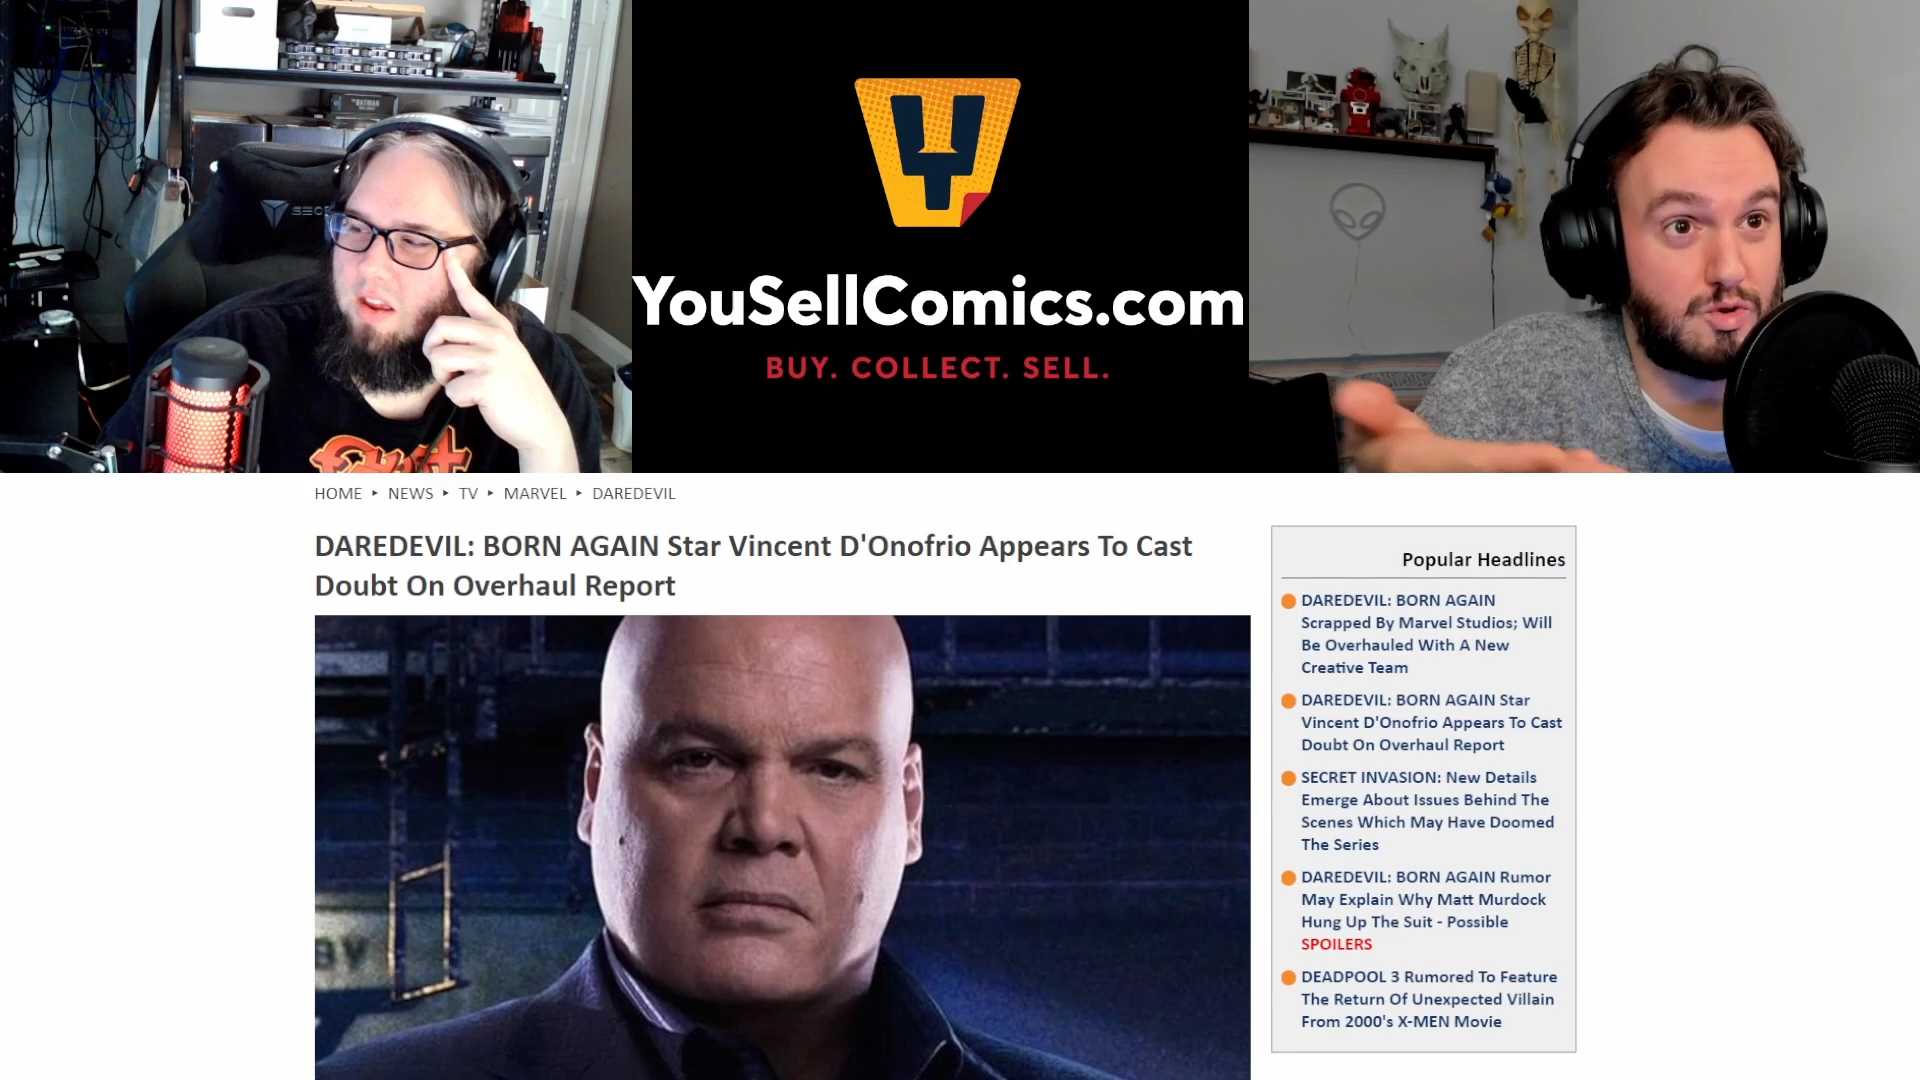 BATMAN
SEC
YouSellComics.com
BUY. COLLECT. SELL.
HOME ‣ NEWS ‣ TV ‣ MARVEL ‣ DAREDEVIL
DAREDEVIL: BORN AGAIN Star Vincent D'Onofrio Appears To Cast
Doubt On Overhaul Report
BY
Popular Headlines
DAREDEVIL: BORN AGAIN
Scrapped By Marvel Studios; Will
Be Overhauled With A New
Creative Team
DAREDEVIL: BORN AGAIN Star
Vincent D'Onofrio Appears To Cast
Doubt On Overhaul Report
SECRET INVASION: New Details
Emerge About Issues Behind The
Scenes Which May Have Doomed
The Series
DAREDEVIL: BORN AGAIN Rumor
May Explain Why Matt Murdock
Hung Up The Suit - Possible
SPOILERS
DEADPOOL 3 Rumored To Feature
The Return Of Unexpected Villain
From 2000's X-MEN Movie